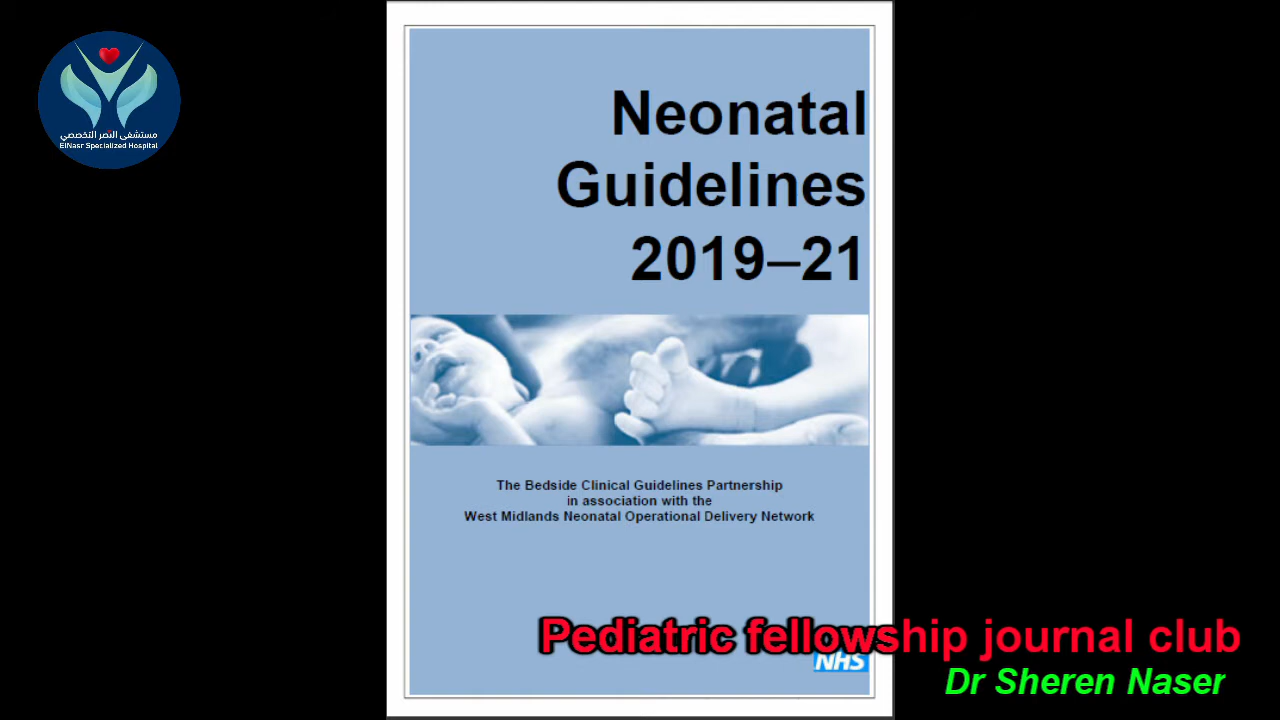 مستشفى النصر التخصصي
ElNasr Specialized Hospital
Neonatal
Guidelines
2019–21
The Bedside Clinical Guidelines Partnership
in association with the
West Midlands Neonatal Operational Delivery Network
Pediatric fellowship journal club
NHS
Dr Sheren Naser